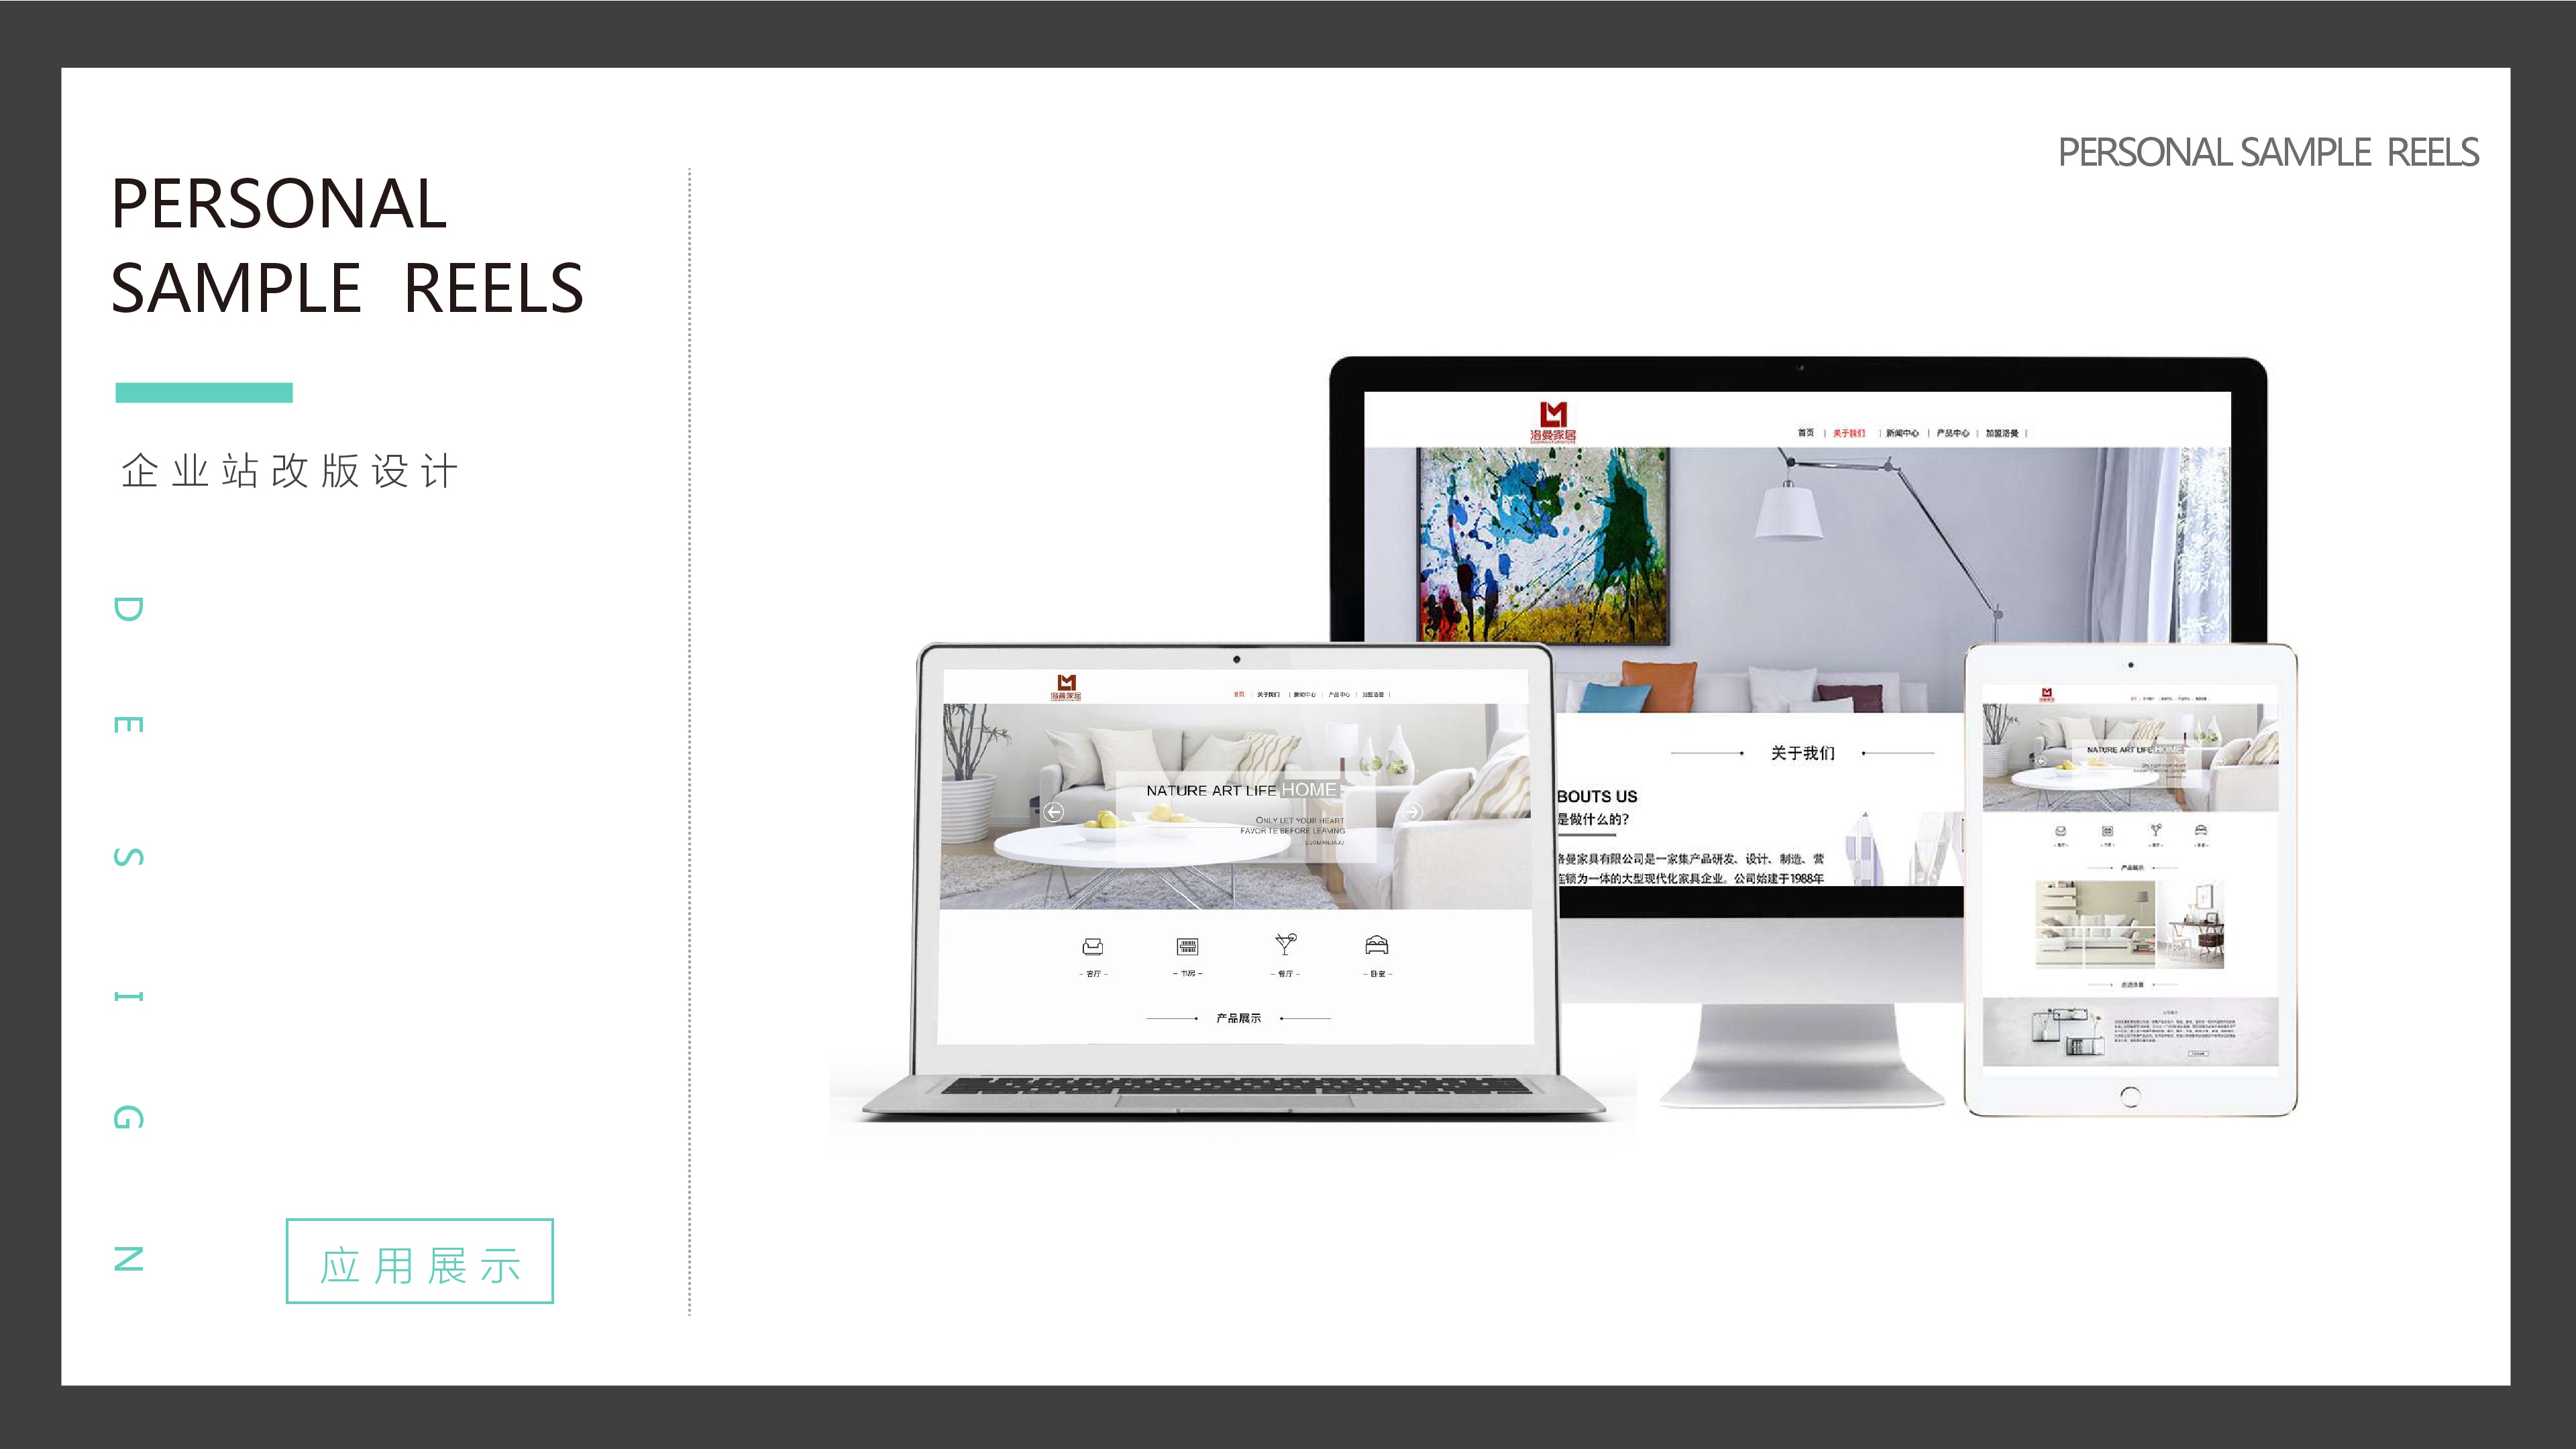 PERSONAL SAMPLE REELS
PERSONAL
SAMPLE REELS
企业站改版设计
DESIGN
应用展示
洛曼家居
首页 | 关于我们 | 新闻中心 | 产品中心 | 加盟洛曼 |
关于我们
BOUTS US
是做什么的?
洛曼家具有限公司是一家集产品研发、设计、制造、营
连锁为一体的大型现代化家具企业。公司始建于1988年
洛曼家居
首页 | 关于我们 | 新闻中心 | 产品中心 | 加盟洛曼 |
NATURE ART LIFE HOME
ONLY LET YOUR HEART
FAVORITE BEFORE LEAVING
LUOMANJIAJU
- 客厅 -
- 书房 -
- 餐厅 -
- 卧室 -
产品展示
NATURE ART LIFE HOME
产品展示
走进洛曼